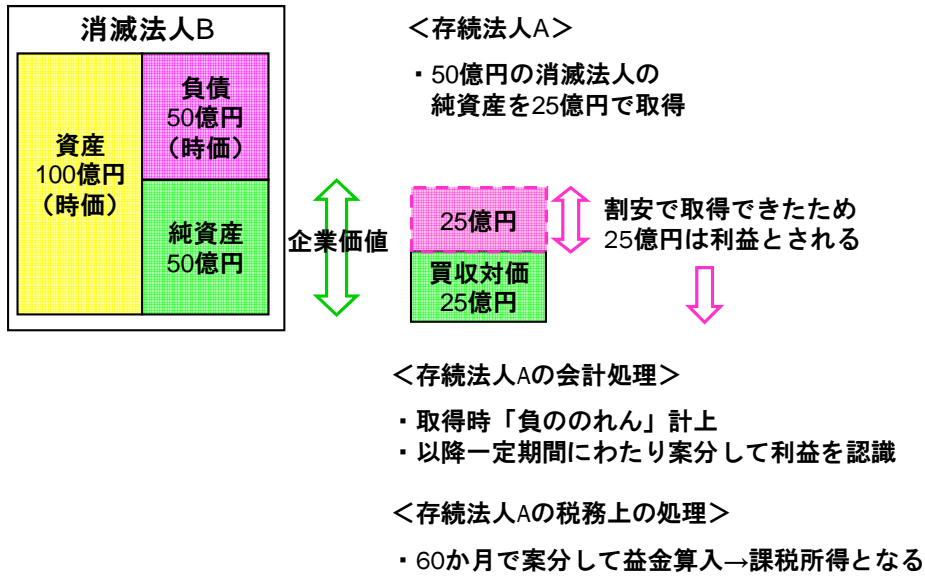 消滅法人B
資産
100億円
（時価）
負債
50億円
（時価）
純資産
50億円
企業価値
＜存続法人A＞
・50億円の消滅法人の
純資産を25億円で取得
25億円
買収対価
25億円
割安で取得できたため
25億円は利益とされる
＜存続法人Aの会計処理＞
・取得時「負ののれん」計上
・以降一定期間にわたり案分して利益を認識
＜存続法人Aの税務上の処理＞
・60か月で案分して益金算入→課税所得となる